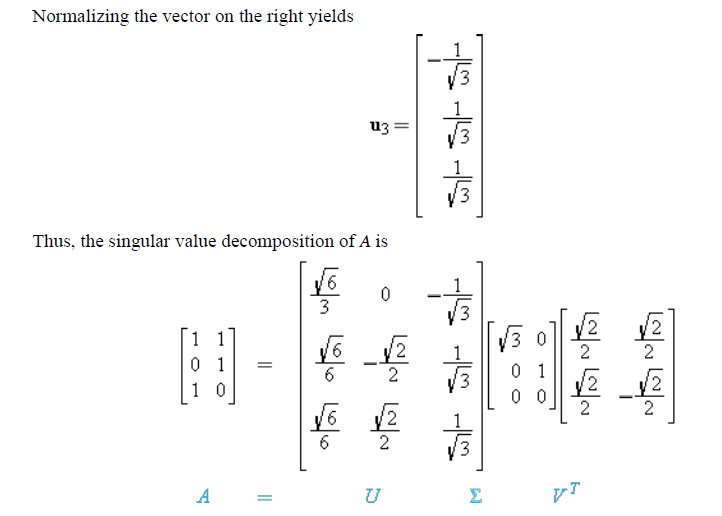 Normalizing the vector on the right yields
u₃ = [ -1/√3 ; 1/√3 ; 1/√3 ]
Thus, the singular value decomposition of A is
[ 1 1 ; 0 1 ; 1 0 ] = [ √6/3 0 -1/√3 ; √6/6 -√2/2 1/√3 ; √6/6 √2/2 1/√3 ] [ √3 0 ; 0 1 ; 0 0 ] [ √2/2 √2/2 ; √2/2 -√2/2 ]
A = U Σ Vᵀ